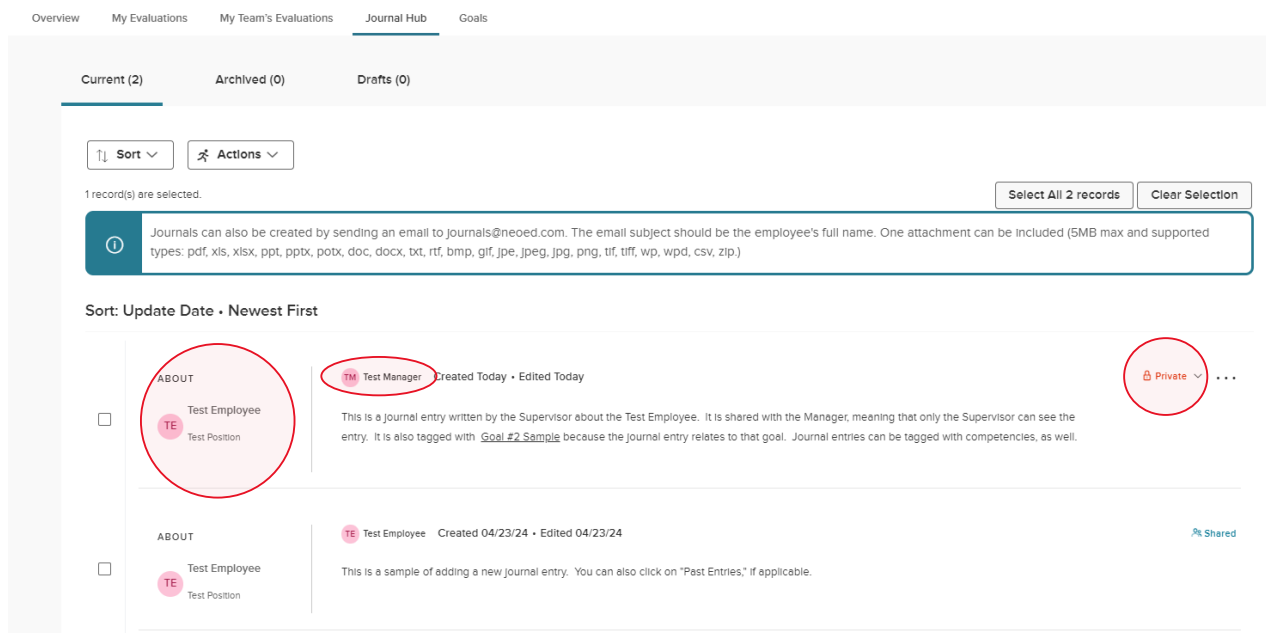 Overview My Evaluations My Team's Evaluations Journal Hub Goals
Current (2) Archived (0) Drafts (0)
Sort Actions
1 record(s) are selected.
Select All 2 records Clear Selection
Journals can also be created by sending an email to journals@neoed.com. The email subject should be the employee's full name. One attachment can be included (5MB max and supported
types: pdf, xls, xlsx, ppt, pptx, potx, doc, docx, txt, rtf, bmp, gif, jpe, jpeg, jpg, png, tif, tiff, wp, wpd, csv, zip.)
Sort: Update Date • Newest First
ABOUT
TE Test Employee
Test Position
TM Test Manager Created Today • Edited Today
Private ...
This is a journal entry written by the Supervisor about the Test Employee. It is shared with the Manager, meaning that only the Supervisor can see the
entry. It is also tagged with Goal #2 Sample because the journal entry relates to that goal. Journal entries can be tagged with competencies, as well.
ABOUT
TE Test Employee
Test Position
TE Test Employee Created 04/23/24 • Edited 04/23/24
Shared
This is a sample of adding a new journal entry. You can also click on "Past Entries," if applicable.